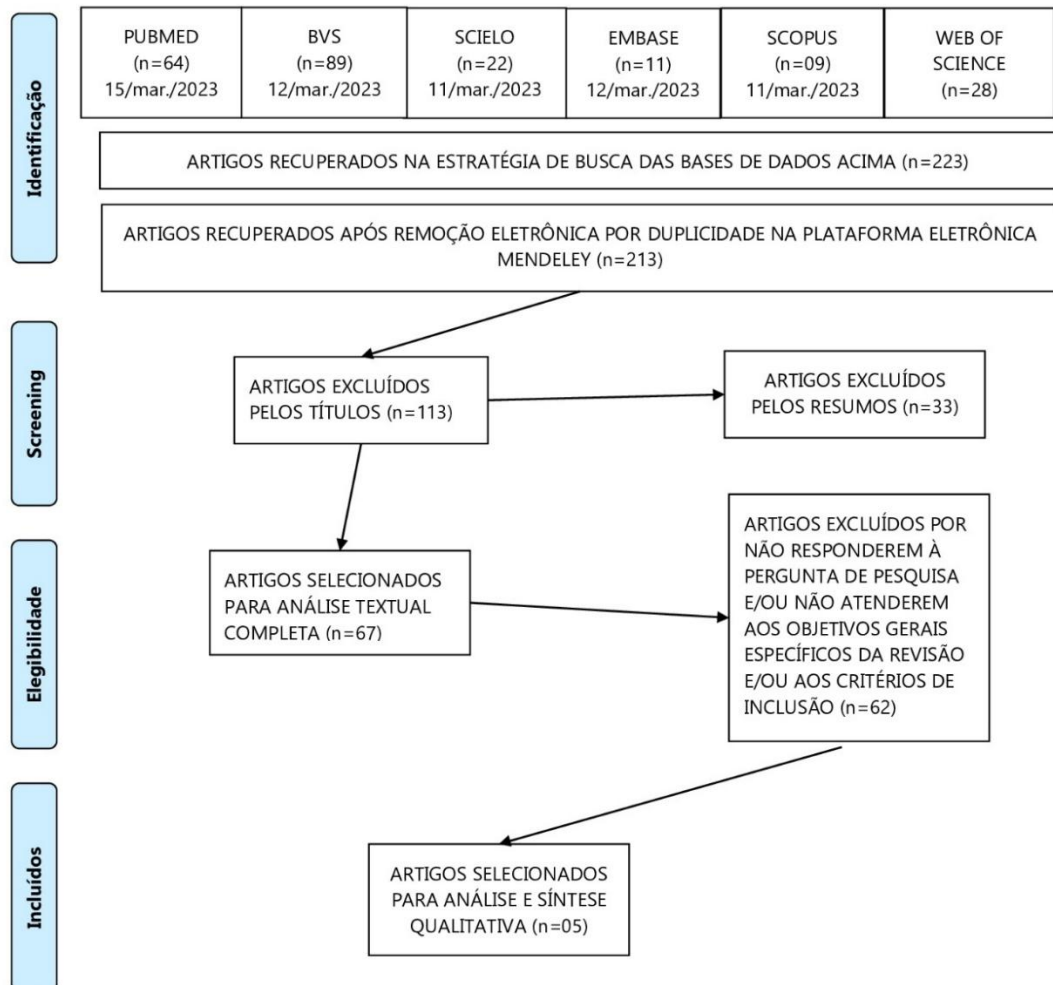 Identificação
PUBMED
(n=64)
15/mar./2023
BVS
(n=89)
12/mar./2023
SCIELO
(n=22)
11/mar./2023
EMBASE
(n=11)
12/mar./2023
SCOPUS
(n=09)
11/mar./2023
WEB OF
SCIENCE
(n=28)
ARTIGOS RECUPERADOS NA ESTRATÉGIA DE BUSCA DAS BASES DE DADOS ACIMA (n=223)
ARTIGOS RECUPERADOS APÓS REMOÇÃO ELETRÔNICA POR DUPLICIDADE NA PLATAFORMA ELETRÔNICA
MENDELEY (n=213)
Screening
ARTIGOS EXCLUÍDOS
PELOS TÍTULOS (n=113)
ARTIGOS EXCLUÍDOS
PELOS RESUMOS (n=33)
Elegibilidade
ARTIGOS SELECIONADOS
PARA ANÁLISE TEXTUAL
COMPLETA (n=67)
ARTIGOS EXCLUÍDOS POR
NÃO RESPONDEREM À
PERGUNTA DE PESQUISA
E/OU NÃO ATENDEREM
AOS OBJETIVOS GERAIS
ESPECÍFICOS DA REVISÃO
E/OU AOS CRITÉRIOS DE
INCLUSÃO (n=62)
Incluídos
ARTIGOS SELECIONADOS
PARA ANÁLISE E SÍNTESE
QUALITATIVA (n=05)